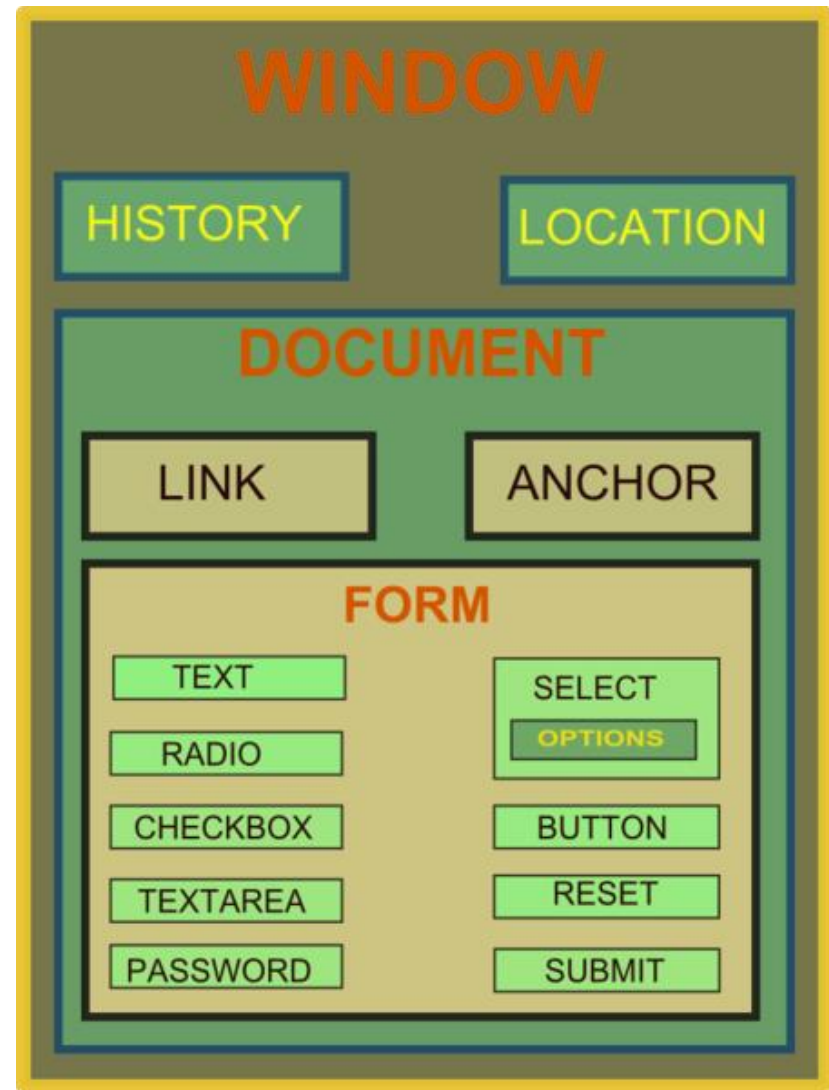 WINDOW
HISTORY
LOCATION
DOCUMENT
LINK
ANCHOR
FORM
TEXT
RADIO
CHECKBOX
TEXTAREA
PASSWORD
SELECT
OPTIONS
BUTTON
RESET
SUBMIT